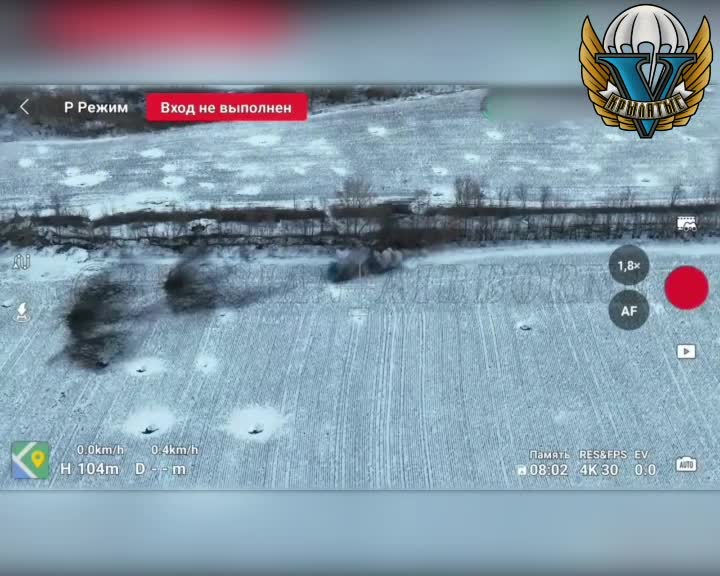 V
КРЫЛАТЫЕ
Р Режим
Вход не выполнен
1,8×
AF
0.0km/h 0.4km/h
H 104m D - - m
Память RES&FPS EV
08:02 4K 30 0.0
AUTO